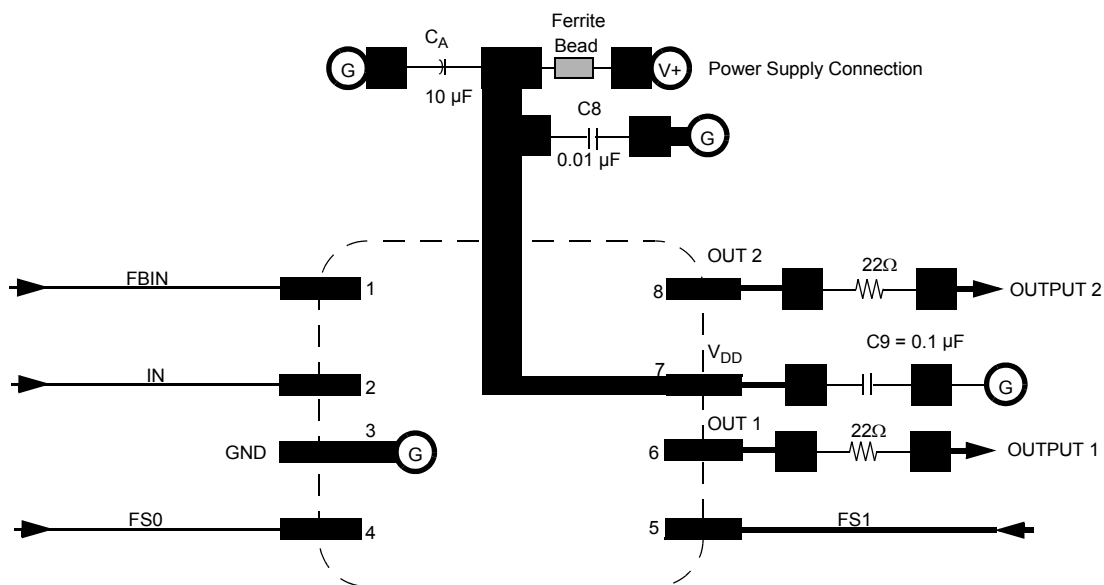 Ferrite
Bead
C_A
G
V+
Power Supply Connection
10 µF
C8
G
0.01 µF
OUT 2
22Ω
FBIN
1
8
OUTPUT 2
V_DD
C9 = 0.1 µF
IN
2
7
G
3
OUT 1
22Ω
GND
G
6
OUTPUT 1
FS0
4
5
FS1